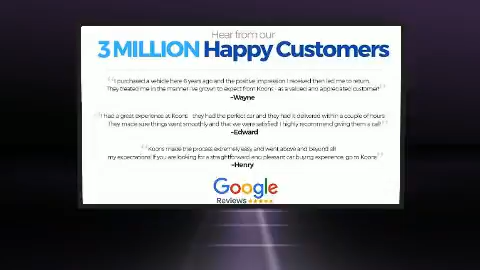 Hear from our
3 MILLION Happy Customers
"I purchased a vehicle here 6 years ago and the positive impression I received then led me to return.
They treated me in the manner I've grown to expect from Koons - as a valued and appreciated customer!"
~Wayne
"I had a great experience at Koons - they had the perfect car and they had it delivered within a couple of hours.
They made sure things went smoothly and that we were satisfied! I highly recommend giving them a call!"
~Edward
"Koons made the process extremely easy and went above and beyond all
my expectations. If you are looking for a straightforward and pleasant car buying experience, go to Koons"
~Henry
Google
Reviews ★★★★★